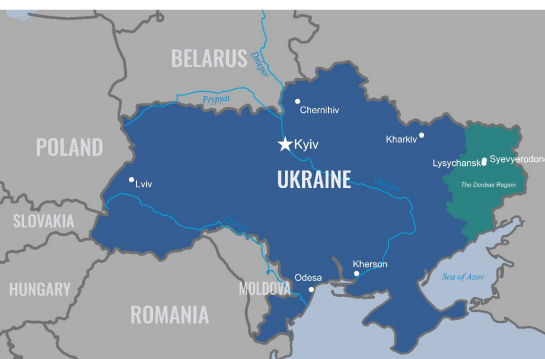 BELARUS
Dnieper
Prypyat
Chernihiv
POLAND
Kyiv
Kharkiv
Lysychansk
Syevyerodone
Lviv
UKRAINE
The Donbas Region
SLOVAKIA
Kherson
Odesa
Sea of Azov
HUNGARY
MOLDOVA
ROMANIA